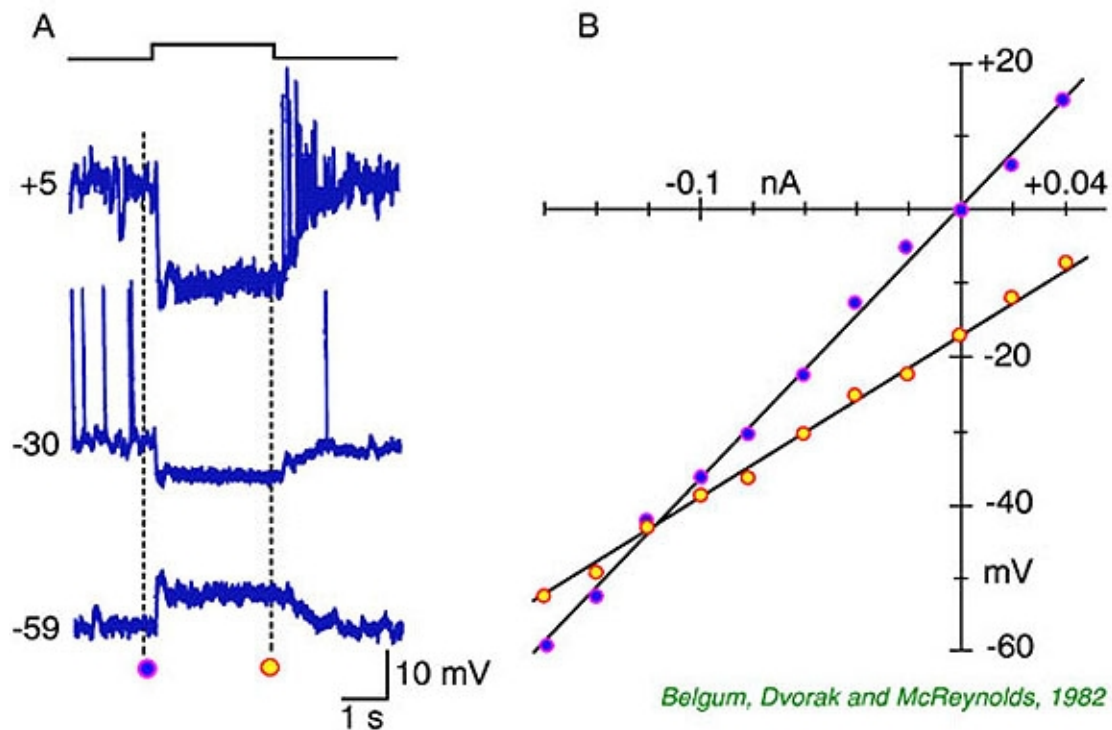 A
+5
-30
-59
10 mV
1 s
B
+20
-0.1 nA +0.04
-20
-40
mV
-60
Belgum, Dvorak and McReynolds, 1982